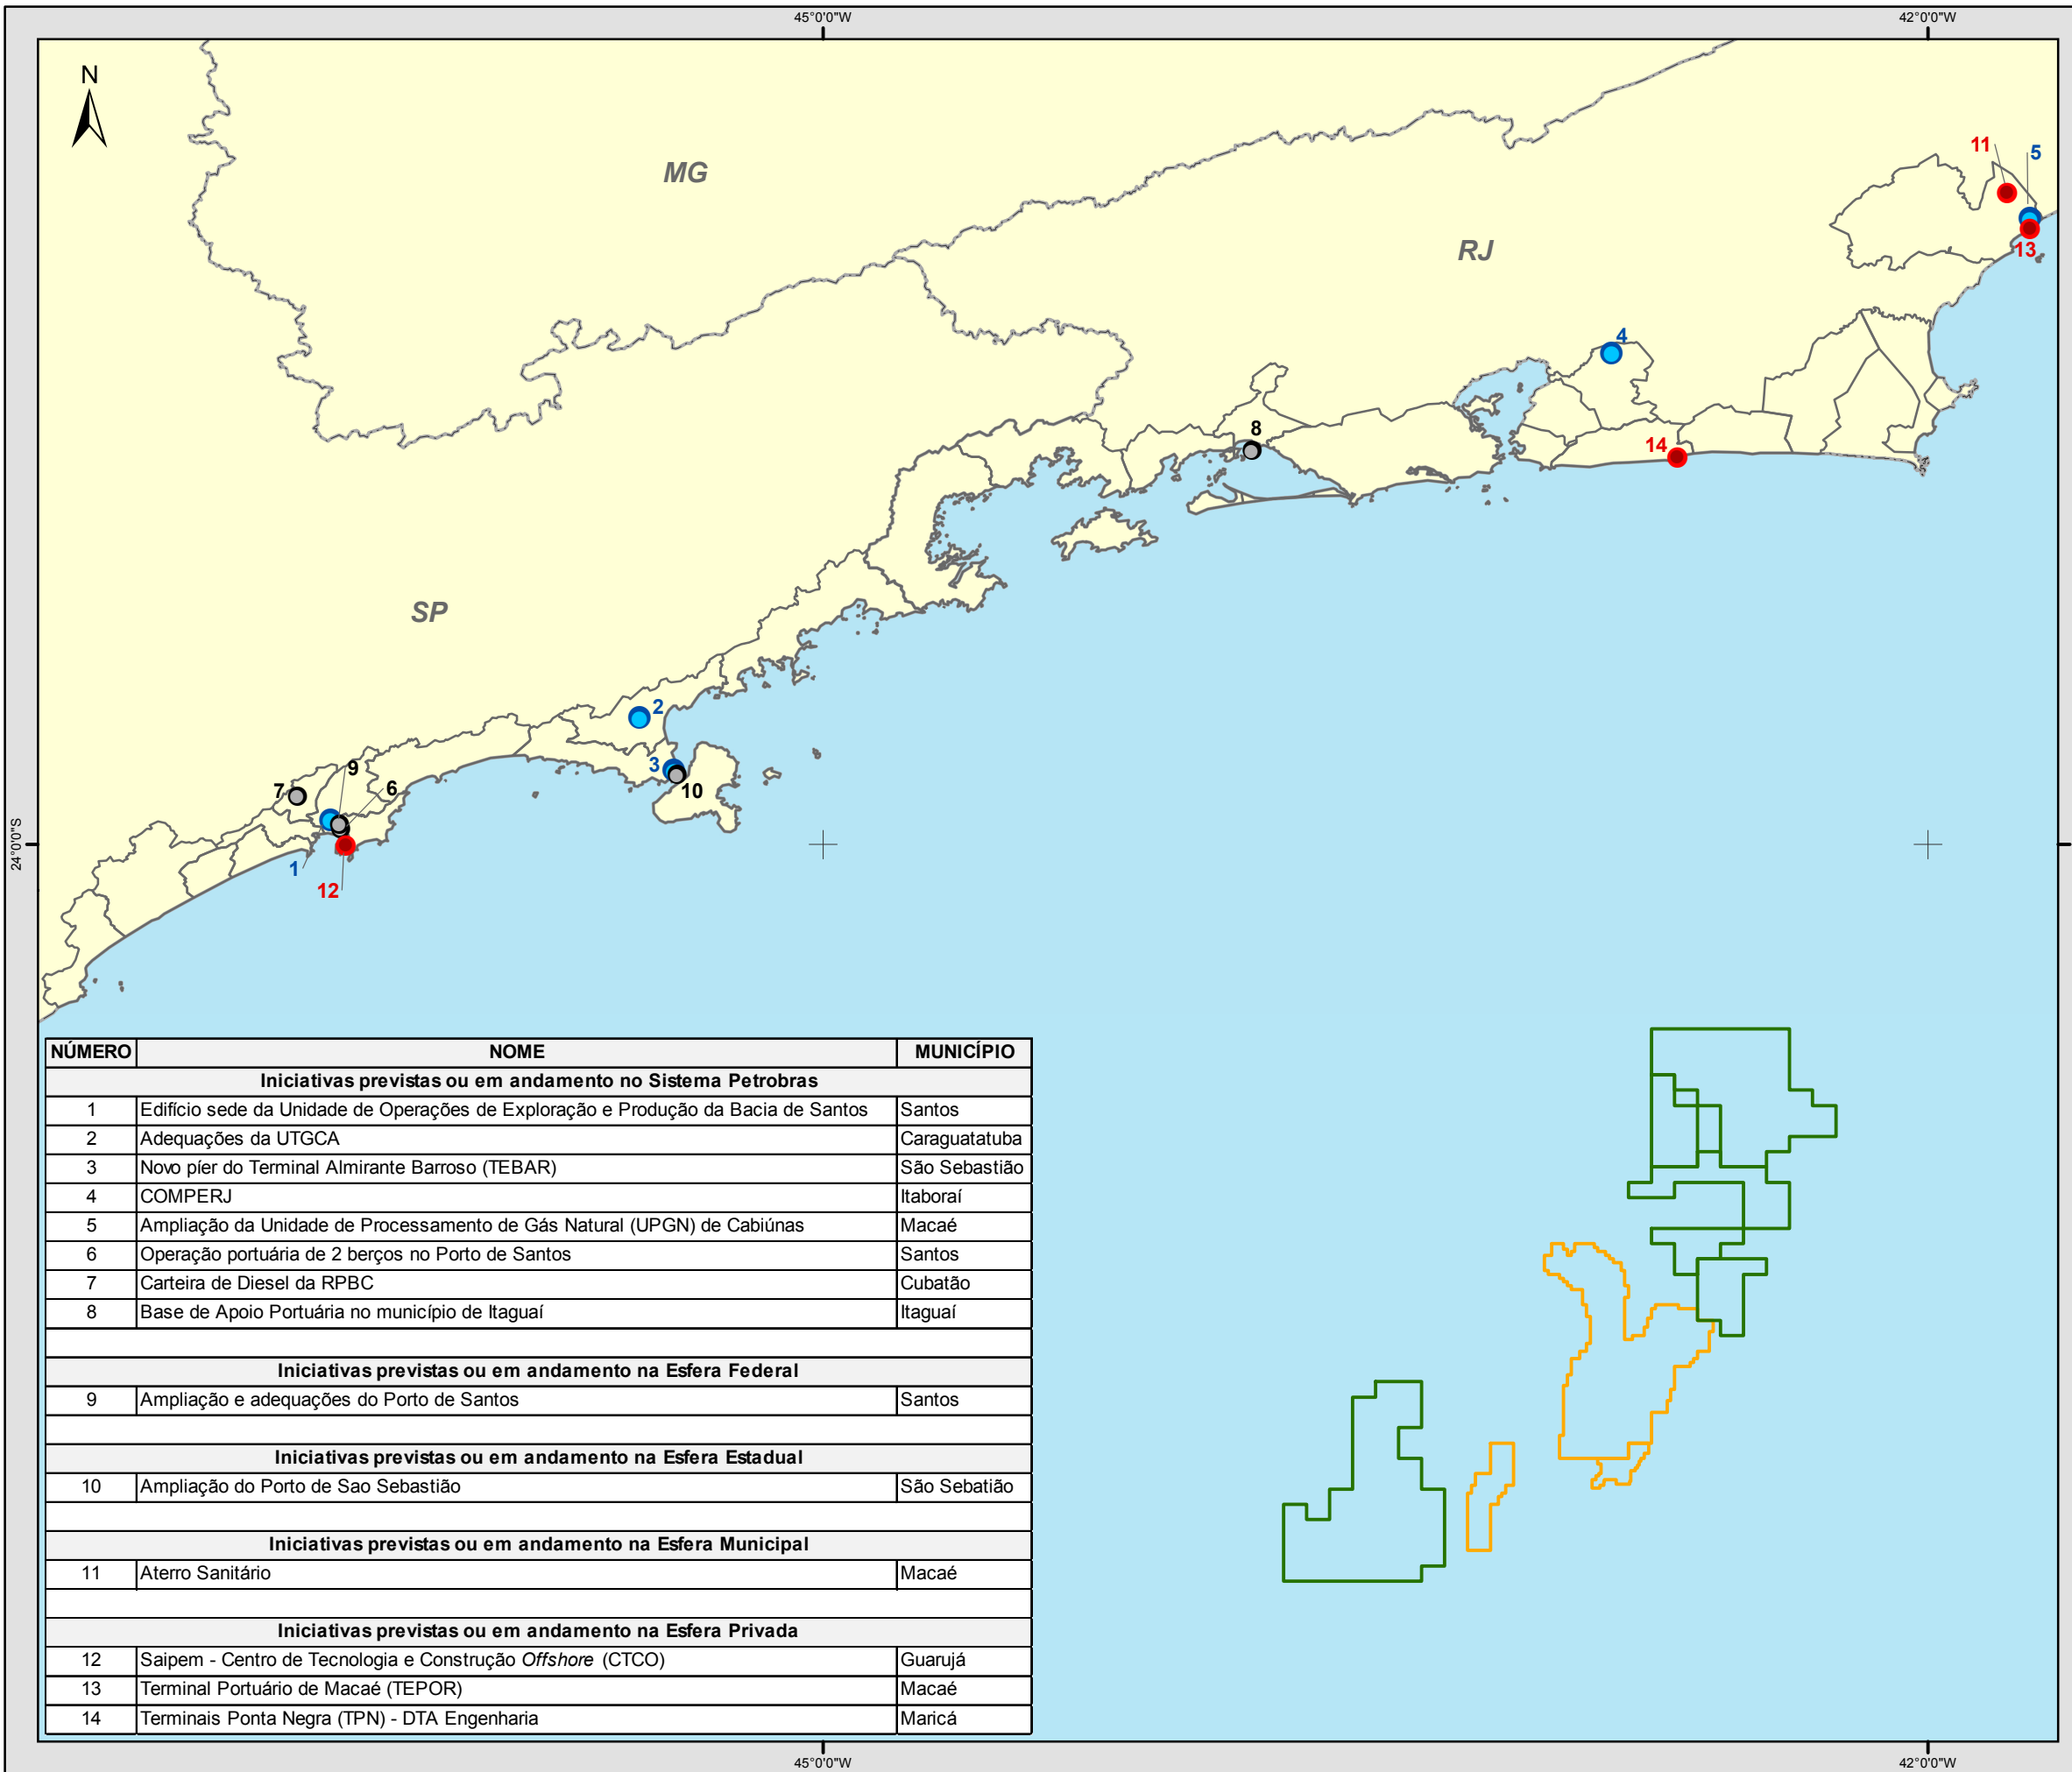 45°0'0"W 42°0'0"W
N
MG
RJ
SP
11
5
13
4
8
14
2
3
10
9
7
6
1
12
24°0'0"S
NÚMERO NOME MUNICÍPIO
Iniciativas previstas ou em andamento no Sistema Petrobras
1 Edifício sede da Unidade de Operações de Exploração e Produção da Bacia de Santos Santos
2 Adequações da UTGCA Caraguatatuba
3 Novo píer do Terminal Almirante Barroso (TEBAR) São Sebastião
4 COMPERJ Itaboraí
5 Ampliação da Unidade de Processamento de Gás Natural (UPGN) de Cabiúnas Macaé
6 Operação portuária de 2 berços no Porto de Santos Santos
7 Carteira de Diesel da RPBC Cubatão
8 Base de Apoio Portuária no município de Itaguaí Itaguaí
Iniciativas previstas ou em andamento na Esfera Federal
9 Ampliação e adequações do Porto de Santos Santos
Iniciativas previstas ou em andamento na Esfera Estadual
10 Ampliação do Porto de Sao Sebastião São Sebatião
Iniciativas previstas ou em andamento na Esfera Municipal
11 Aterro Sanitário Macaé
Iniciativas previstas ou em andamento na Esfera Privada
12 Saipem - Centro de Tecnologia e Construção Offshore (CTCO) Guarujá
13 Terminal Portuário de Macaé (TEPOR) Macaé
14 Terminais Ponta Negra (TPN) - DTA Engenharia Maricá
45°0'0"W 42°0'0"W